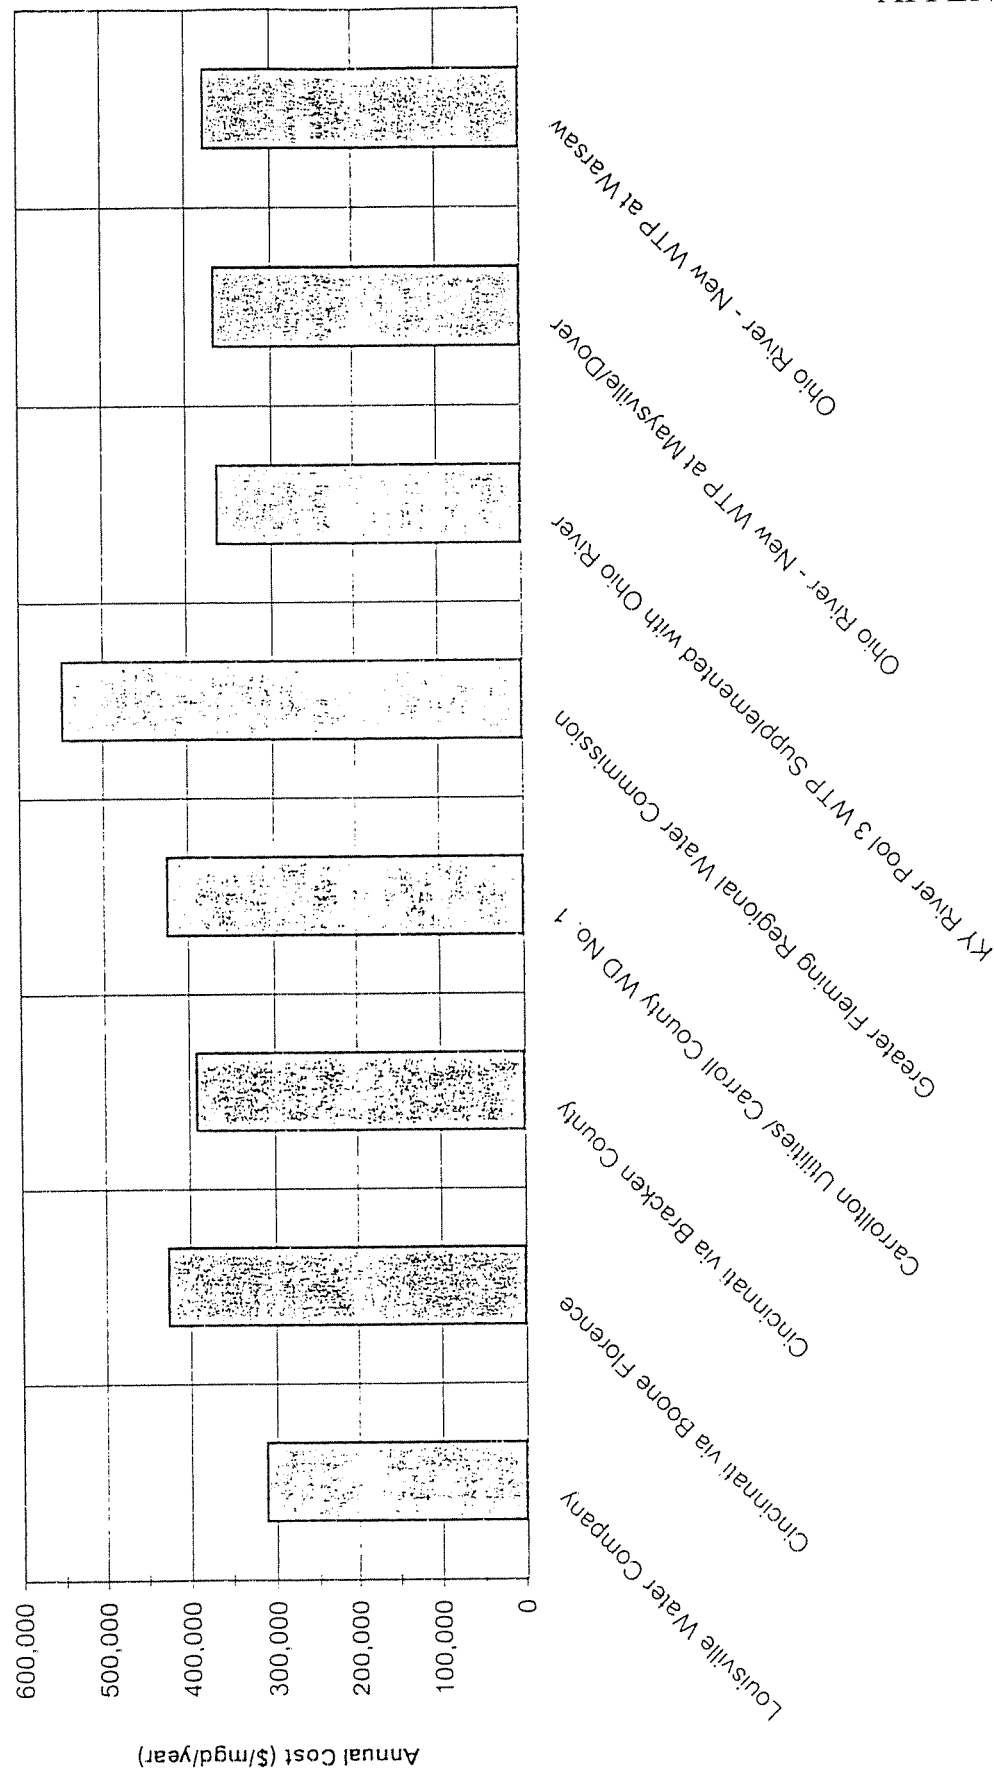 Annual Cost ($/mgd/year)
600,000
500,000
400,000
300,000
200,000
100,000
0
Louisville Water Company
Cincinnati via Boone Florence
Cincinnati via Bracken County
Carrollton Utilities/ Carroll County WD No. 1
Greater Fleming Regional Water Commission
KY River Pool 3 WTP Supplemented with Ohio River
Ohio River - New WTP at Maysville/Dover
Ohio River - New WTP at Warsaw